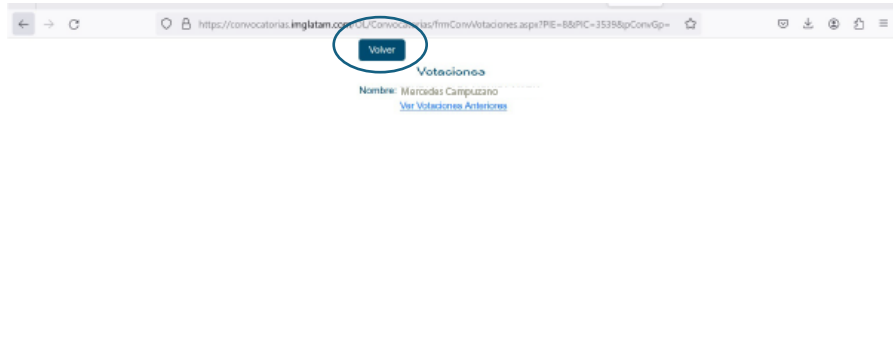 https://convocatorias.imglatam.com/OL/Convocatorias/frmConvVotaciones.aspx?PIE=8&PIC=3539&pConvGp=
Volver
Votaciones
Nombre: Mercedes Campuzano
Ver Votaciones Anteriores